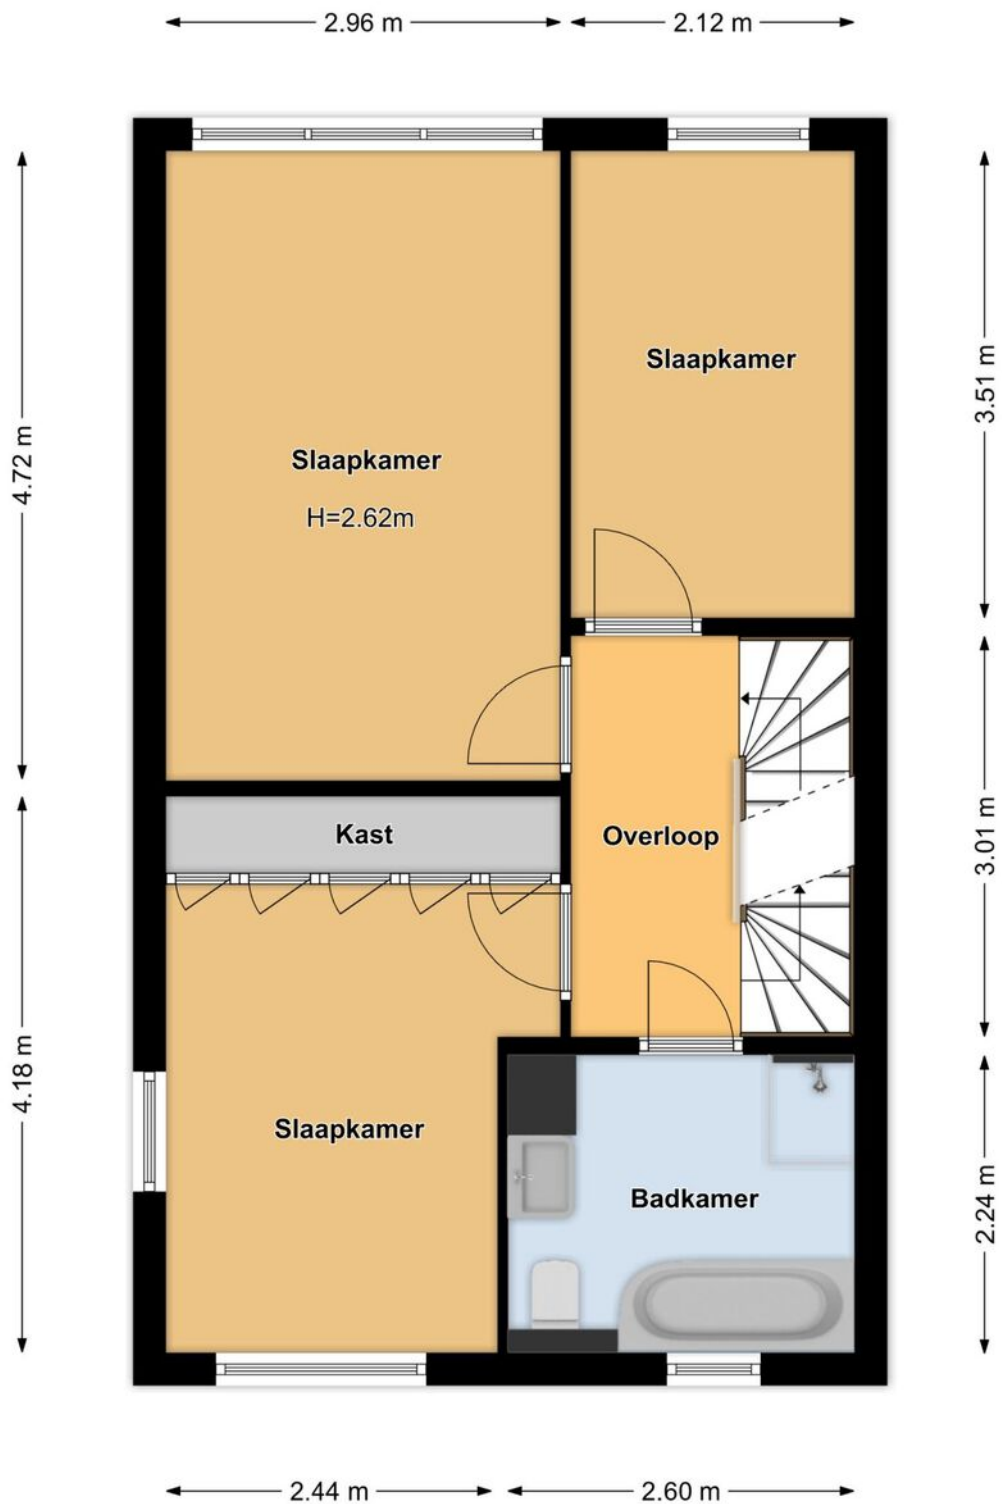 2.96 m
2.12 m
Slaapkamer
3.51 m
4.72 m
Slaapkamer
H=2.62m
Kast
Overloop
3.01 m
4.18 m
Slaapkamer
Badkamer
2.24 m
2.44 m
2.60 m